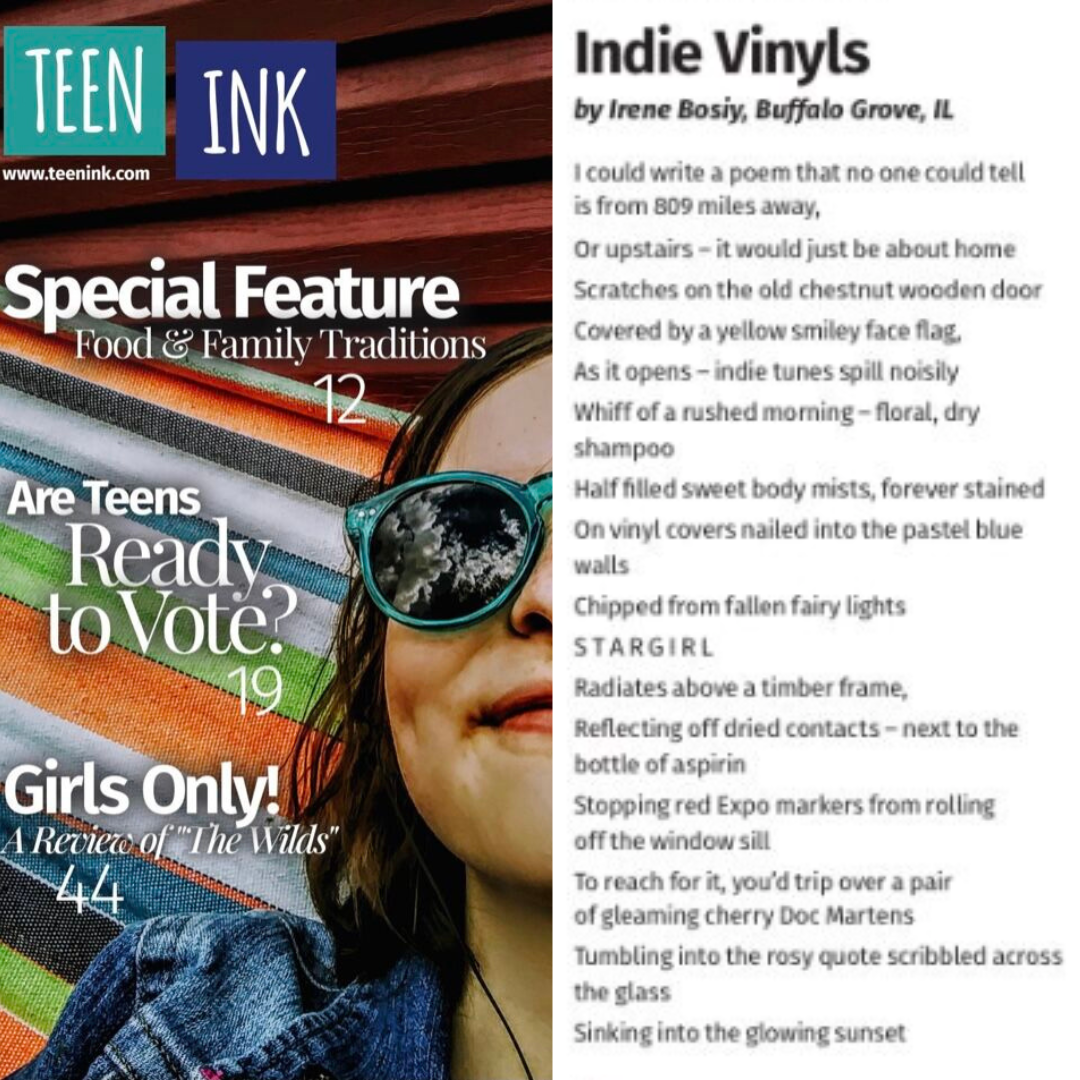 TEEN INK
www.teenink.com
Special Feature
Food & Family Traditions
12
Are Teens
Ready
to Vote?
19
Girls Only!
A Review of "The Wilds"
44
Indie Vinyls
by Irene Bosiy, Buffalo Grove, IL
I could write a poem that no one could tell
is from 809 miles away,
Or upstairs – it would just be about home
Scratches on the old chestnut wooden door
Covered by a yellow smiley face flag,
As it opens – indie tunes spill noisily
Whiff of a rushed morning – floral, dry
shampoo
Half filled sweet body mists, forever stained
On vinyl covers nailed into the pastel blue
walls
Chipped from fallen fairy lights
S T A R G I R L
Radiates above a timber frame,
Reflecting off dried contacts – next to the
bottle of aspirin
Stopping red Expo markers from rolling
off the window sill
To reach for it, you'd trip over a pair
of gleaming cherry Doc Martens
Tumbling into the rosy quote scribbled across
the glass
Sinking into the glowing sunset